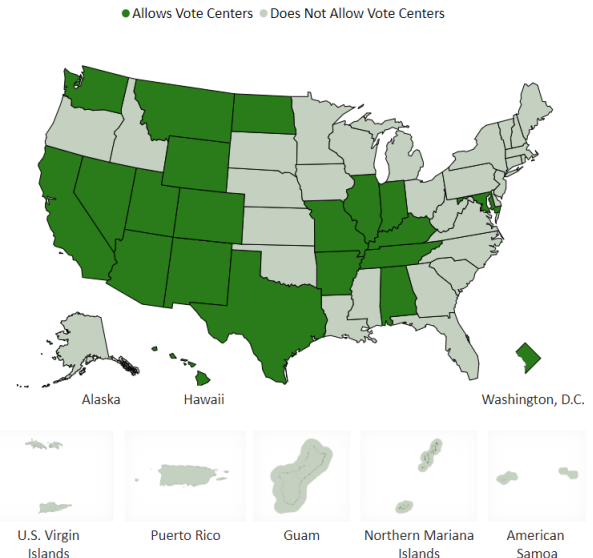 Allows Vote Centers Does Not Allow Vote Centers
Alaska Hawaii Washington, D.C.
U.S. Virgin Islands
Puerto Rico
Guam
Northern Mariana Islands
American Samoa